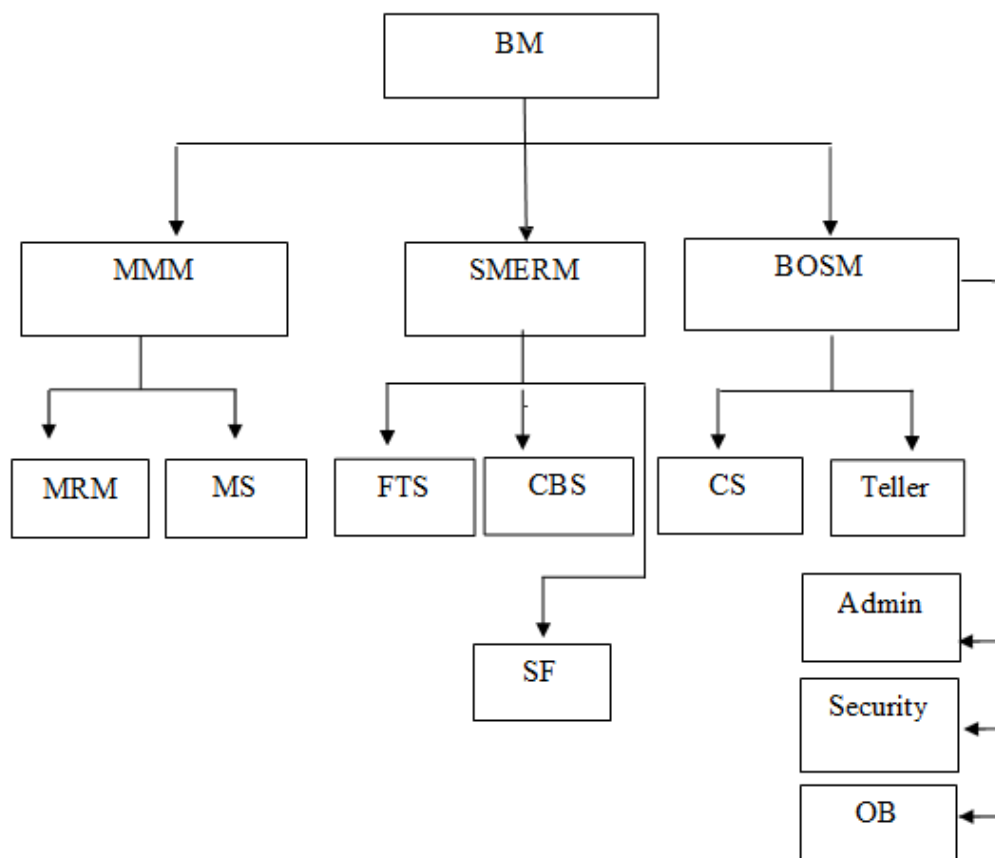 BM
MMM
SMERM
BOSM
MRM
MS
FTS
CBS
CS
Teller
Admin
SF
Security
OB